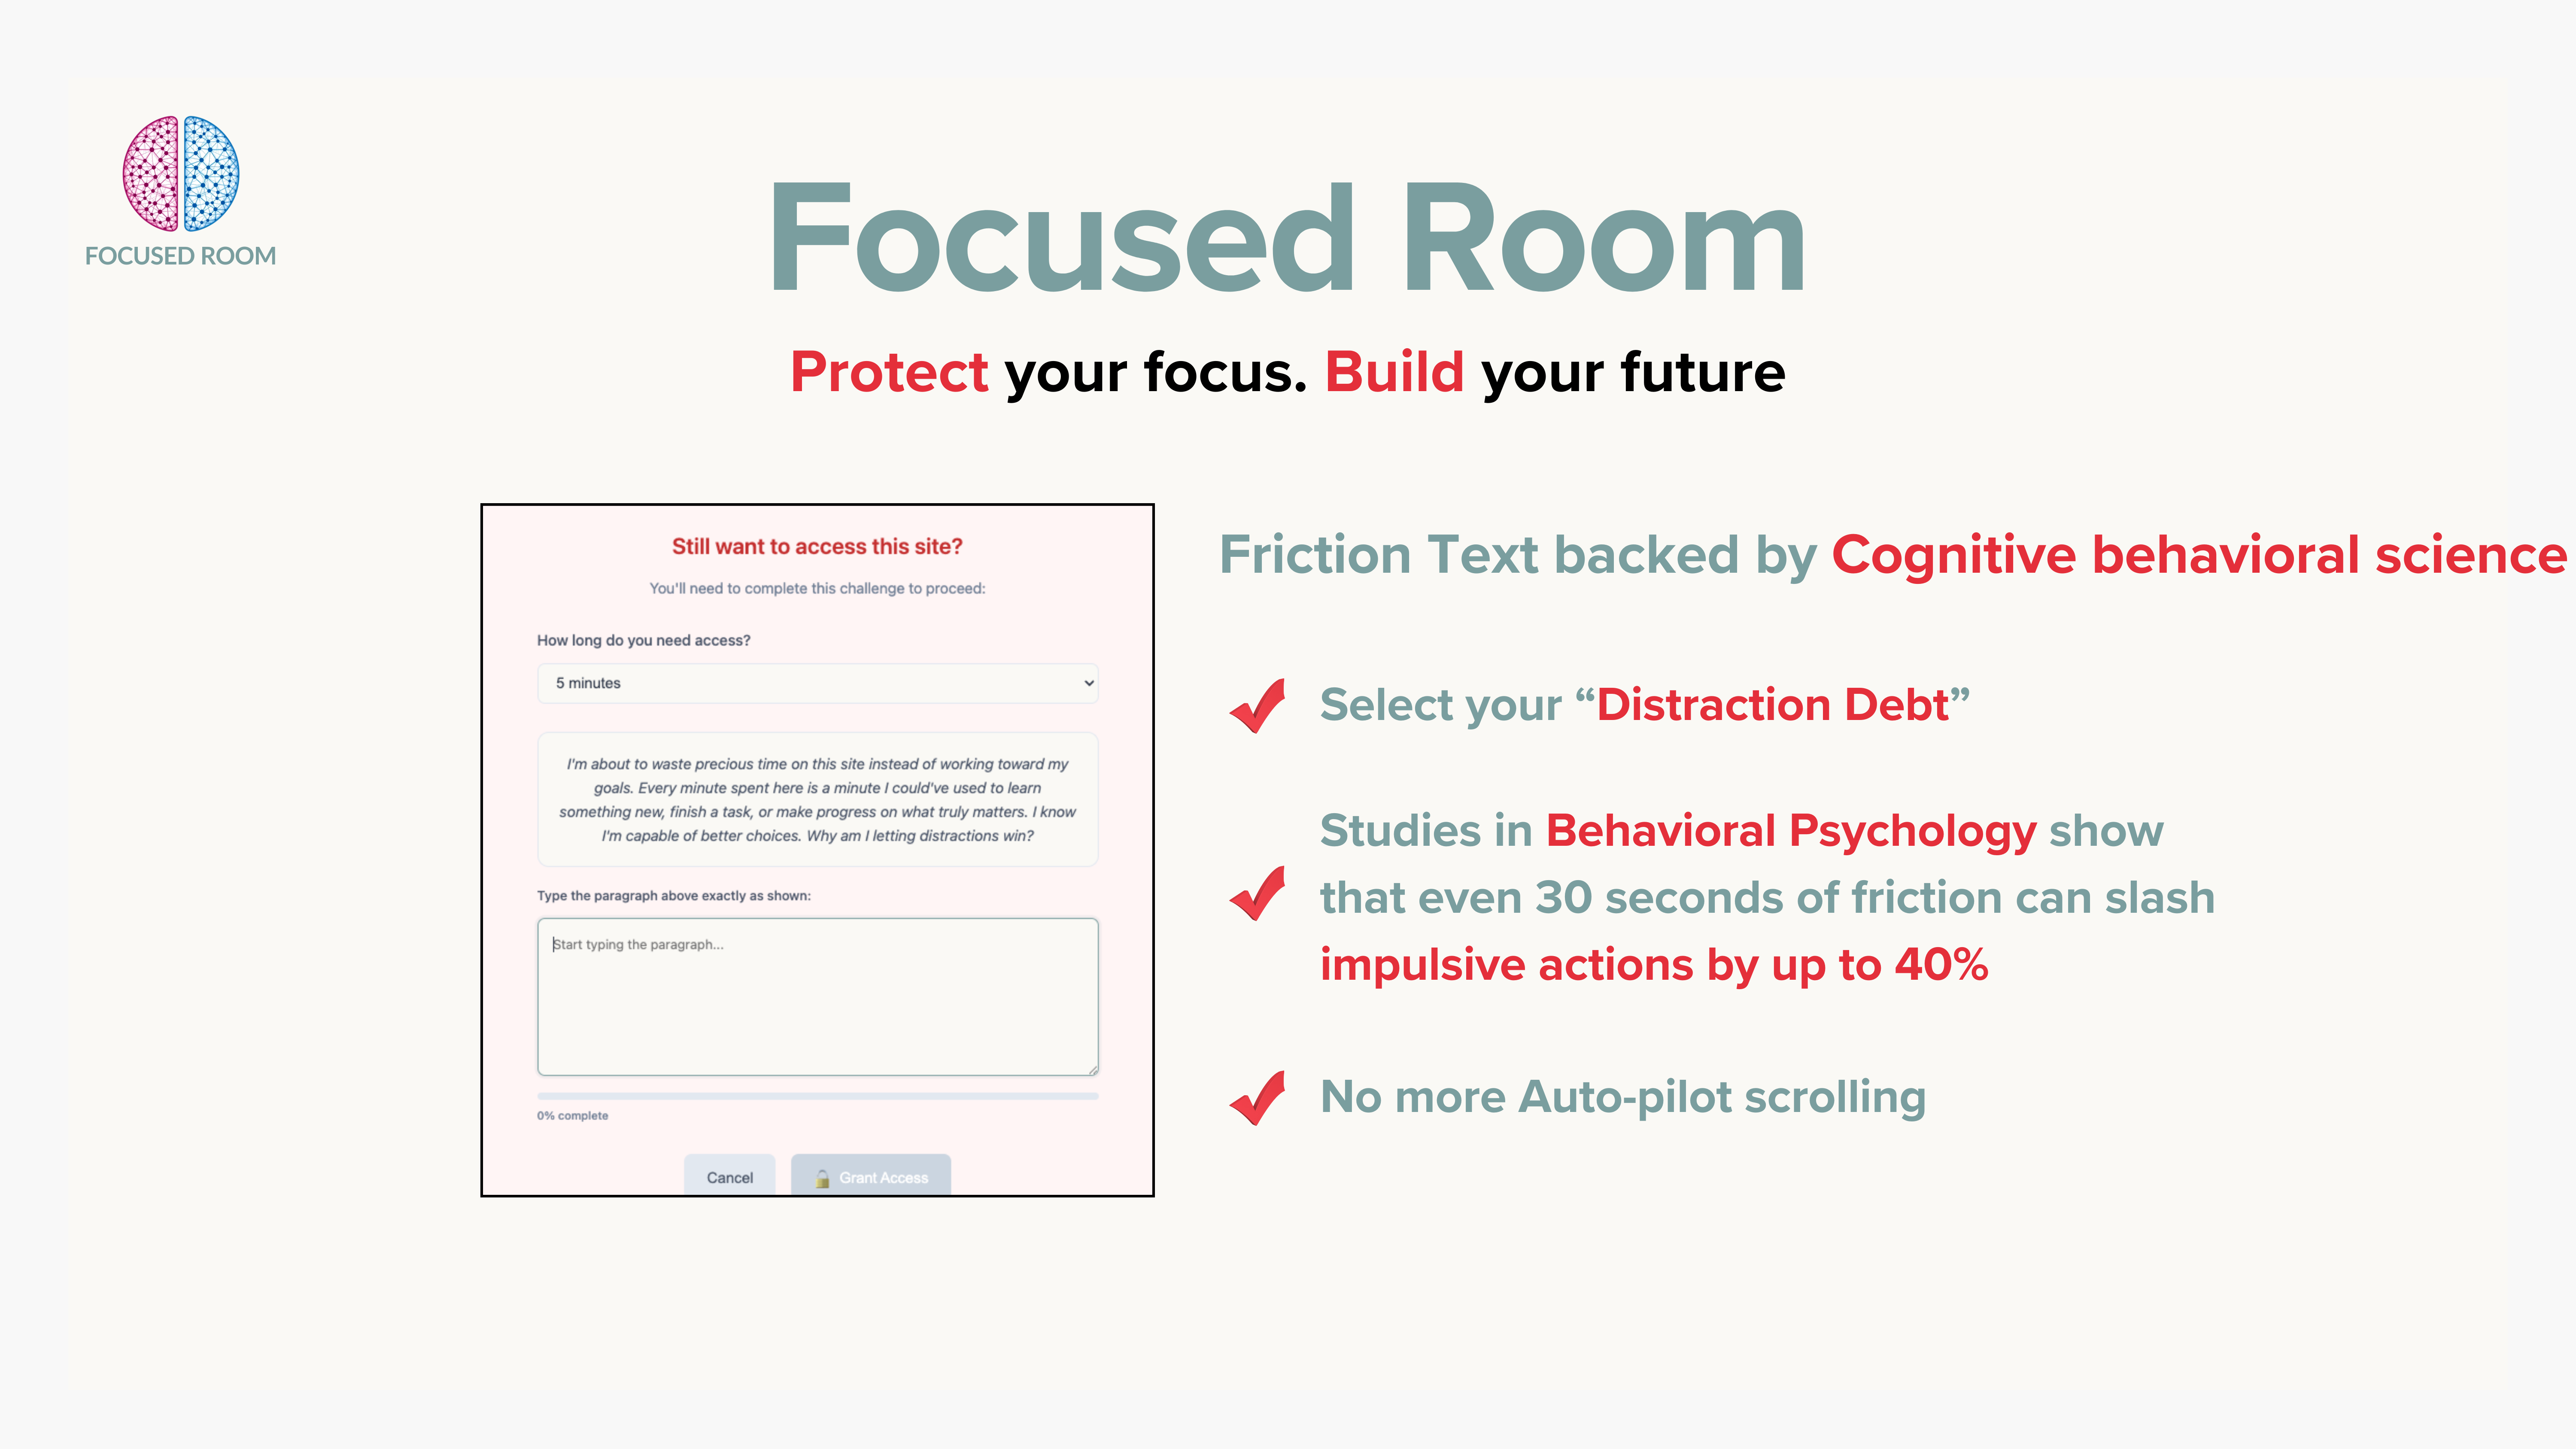 FOCUSED ROOM
Focused Room
Protect your focus. Build your future
Still want to access this site?
You'll need to complete this challenge to proceed:
How long do you need access?
5 minutes
I'm about to waste precious time on this site instead of working toward my
goals. Every minute spent here is a minute I could've used to learn
something new, finish a task, or make progress on what truly matters. I know
I'm capable of better choices. Why am I letting distractions win?
Type the paragraph above exactly as shown:
Start typing the paragraph...
0% complete
Cancel
Grant Access
Friction Text backed by Cognitive behavioral science
Select your “Distraction Debt”
Studies in Behavioral Psychology show
that even 30 seconds of friction can slash
impulsive actions by up to 40%
No more Auto-pilot scrolling